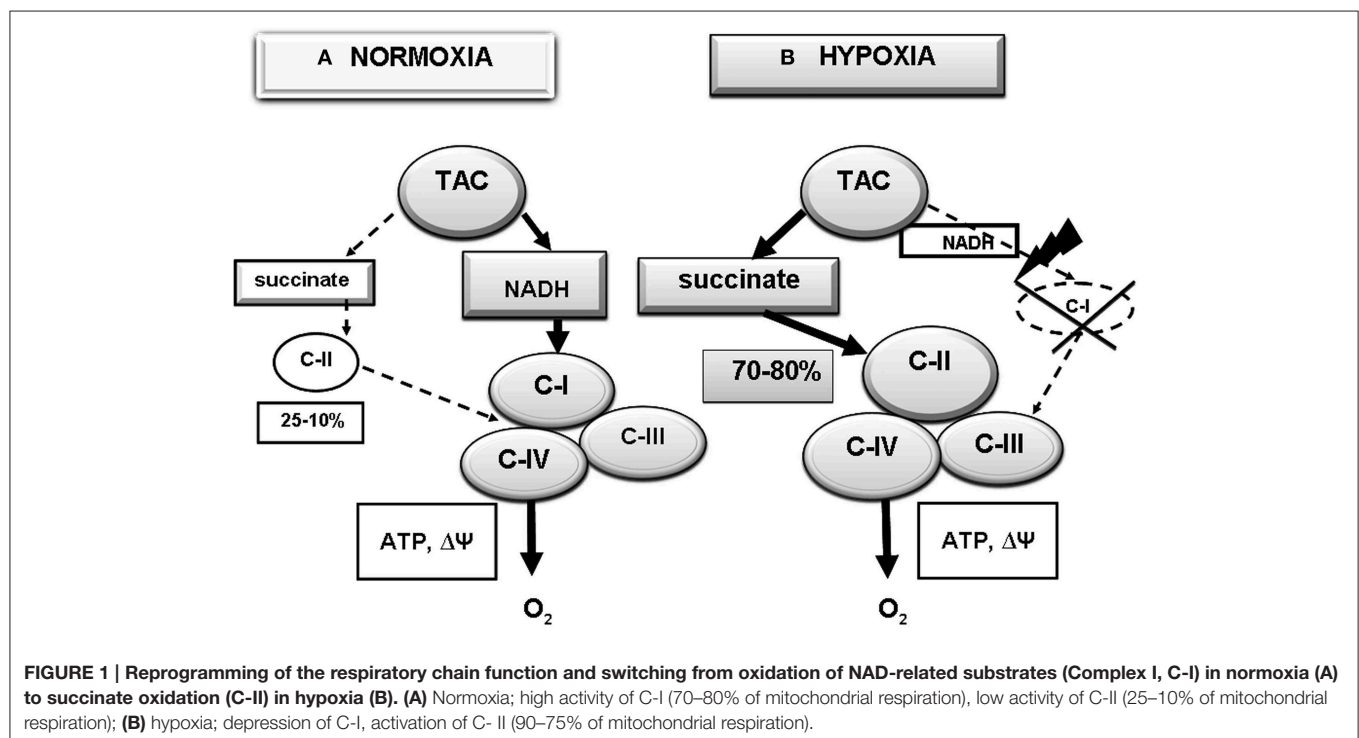 A NORMOXIA
TAC
succinate
NADH
C-II
25-10%
C-I
C-III
C-IV
ATP, ΔΨ
O₂
B HYPOXIA
TAC
NADH
succinate
C-I
70-80%
C-II
C-IV
C-III
ATP, ΔΨ
O₂
FIGURE 1 | Reprogramming of the respiratory chain function and switching from oxidation of NAD-related substrates (Complex I, C-I) in normoxia (A)
to succinate oxidation (C-II) in hypoxia (B). (A) Normoxia; high activity of C-I (70–80% of mitochondrial respiration), low activity of C-II (25–10% of mitochondrial
respiration); (B) hypoxia; depression of C-I, activation of C- II (90–75% of mitochondrial respiration).